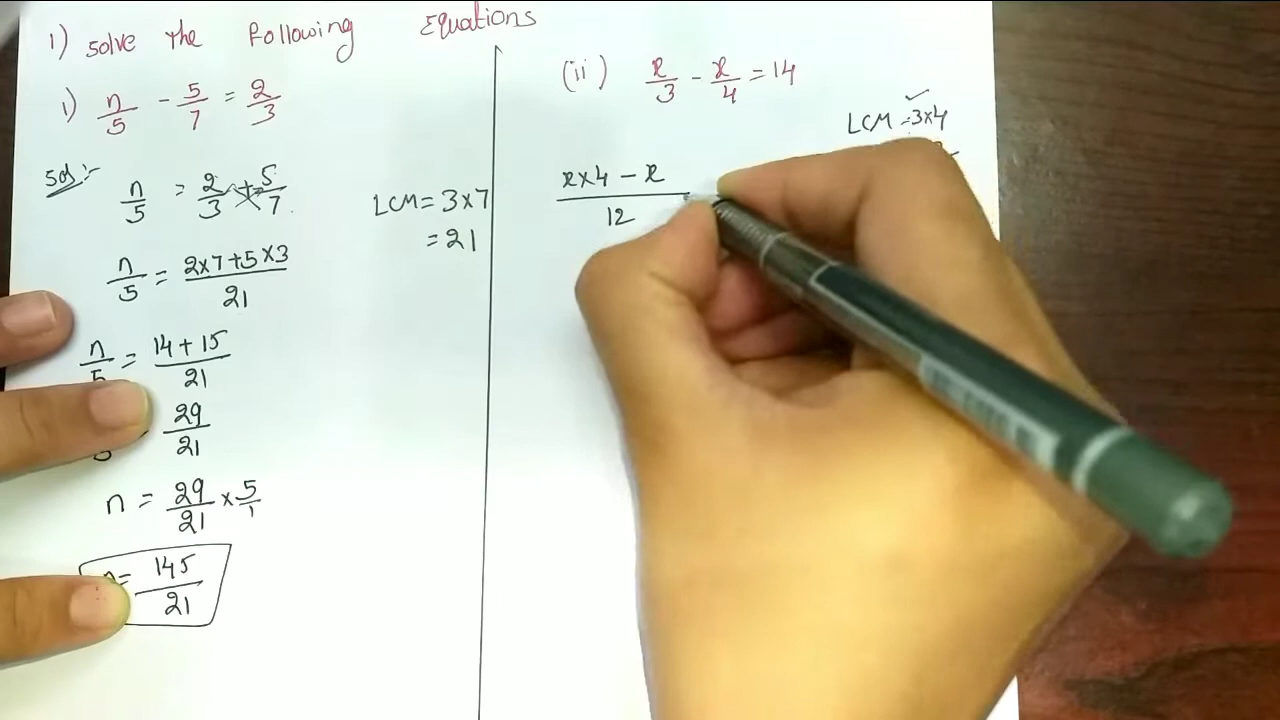 1) Solve the following Equations
i) n/5 - 5/7 = 2/3
Sol:-
n/5 = 2/3 + 5/7
LCM = 3x7
= 21
n/5 = 2x7+5x3/21
n/5 = 14+15/21
29/21
n = 29/21 x 5/1
n= 145/21
(ii) x/3 - x/4 = 14
LCM = 3x4
x x 4 - x/12